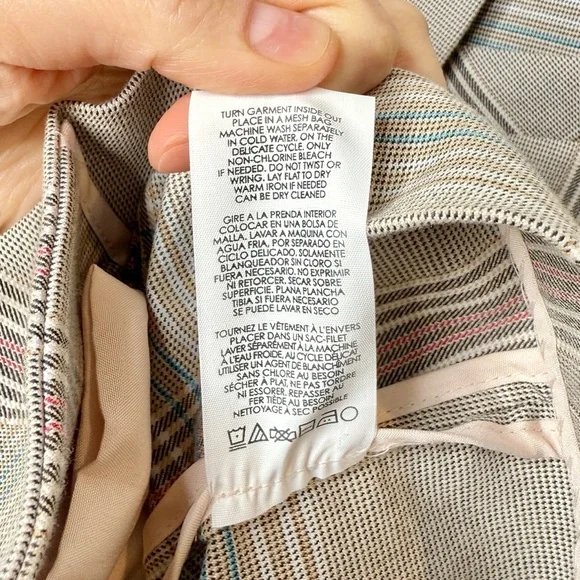 TURN GARMENT INSIDE OUT
PLACE IN A MESH BAG
MACHINE WASH SEPARATELY
IN COLD WATER, ON THE
DELICATE CYCLE. ONLY
NON-CHLORINE BLEACH
IF NEEDED. DO NOT TWIST OR
WRING. LAY FLAT TO DRY
WARM IRON IF NEEDED
CAN BE DRY CLEANED
GIRE A LA PRENDA INTERIOR
COLOCAR EN UNA BOLSA DE
MALLA. LAVAR A MAQUINA CON
AGUA FRIA, POR SEPARADO EN
CICLO DELICADO. SOLAMENTE
BLANQUEADOR SIN CLORO SI
FUERA NECESARIO. NO EXPRIMIR
NI RETORCER. SECAR SOBRE
SUPERFICIE. PLANA PLANCHA
TIBIA SI FUERA NECESARIO
SE PUEDE LAVAR EN SECO
TOURNEZ LE VÊTEMENT À L'ENVERS
PLACER DANS UN SAC-FILET
LAVER SÉPARÉMENT À LA MACHINE
À L'EAU FROIDE, AU CYCLE DÉLICAT
UTILISER UN AGENT DE BLANCHIMENT
SANS CHLORE AU BESOIN
SÉCHER À PLAT. NE PAS TORDRE
NI ESSORER. REPASSER AU
FER TIÈDE AU BESOIN
NETTOYAGE À SEC POSSIBLE